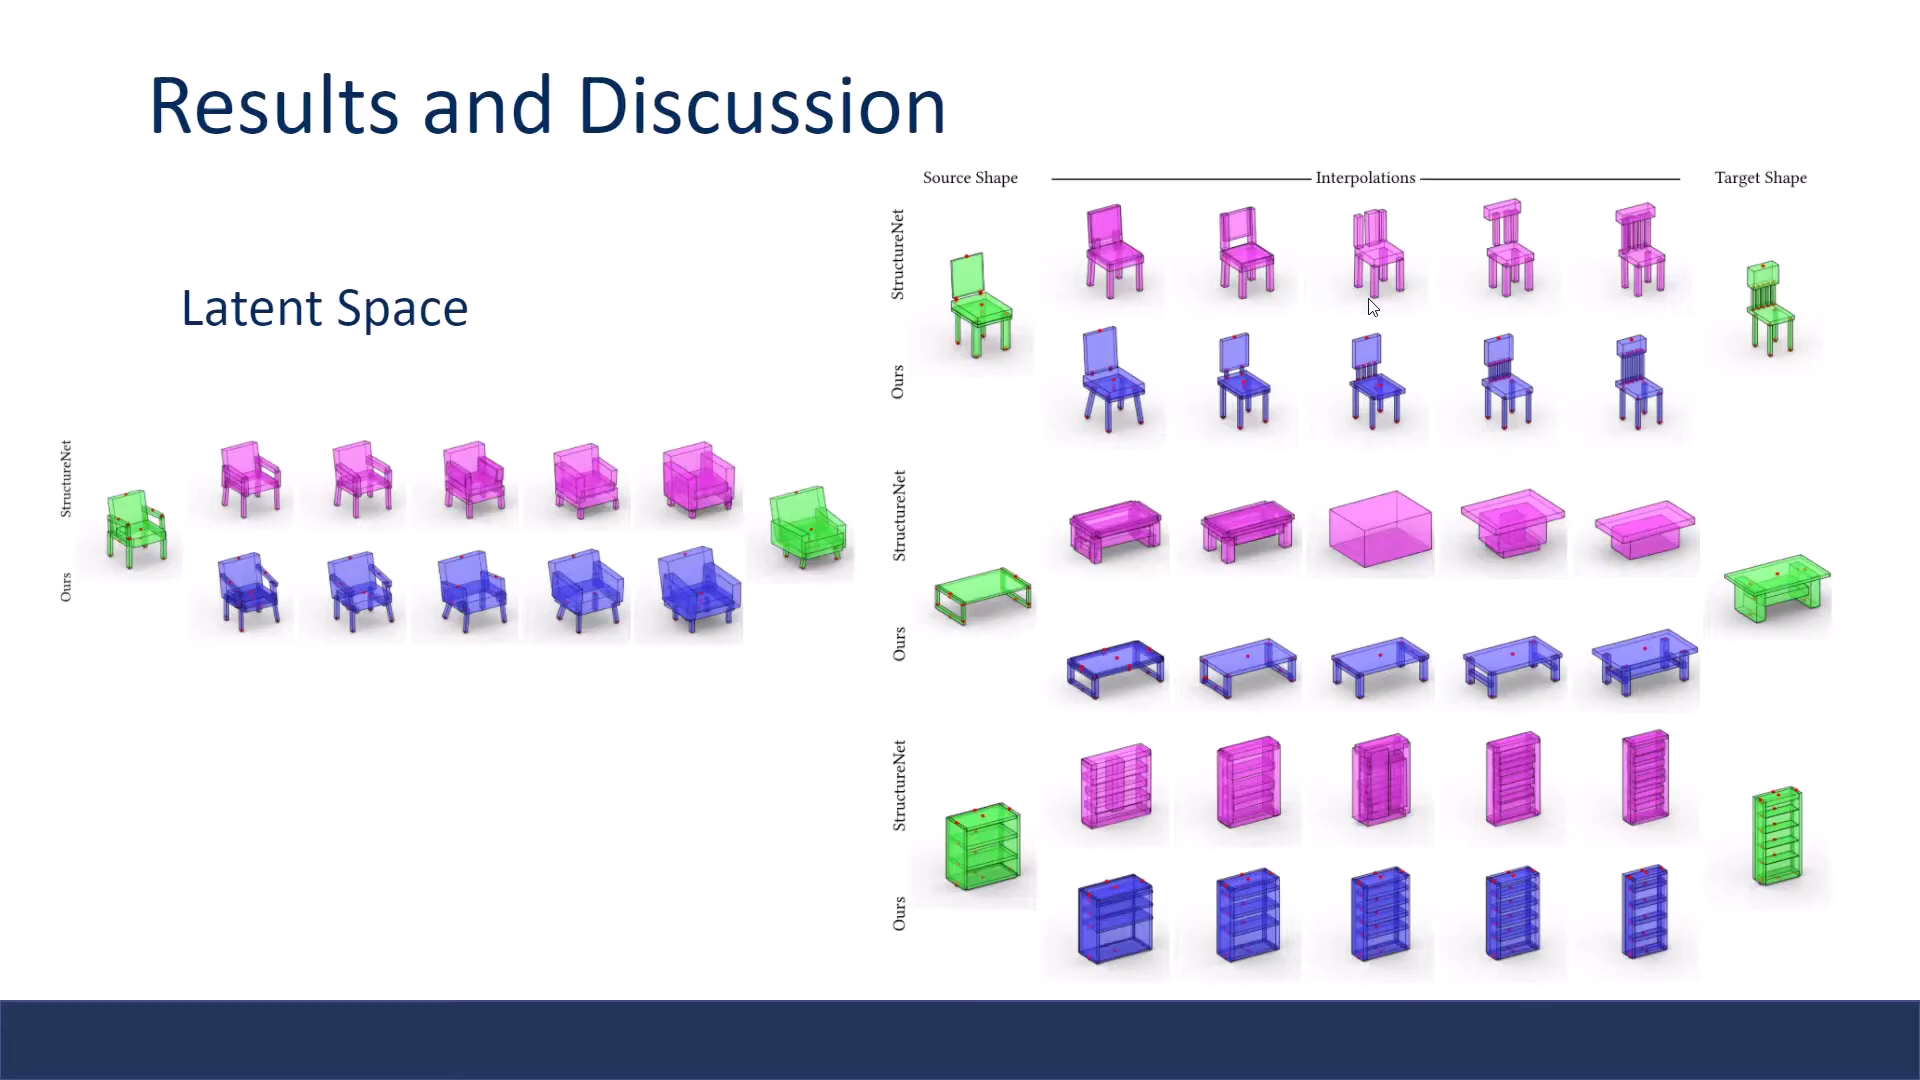 Results and Discussion
Latent Space
StructureNet
Ours
Source Shape
Interpolations
Target Shape
StructureNet
Ours
StructureNet
Ours
StructureNet
Ours